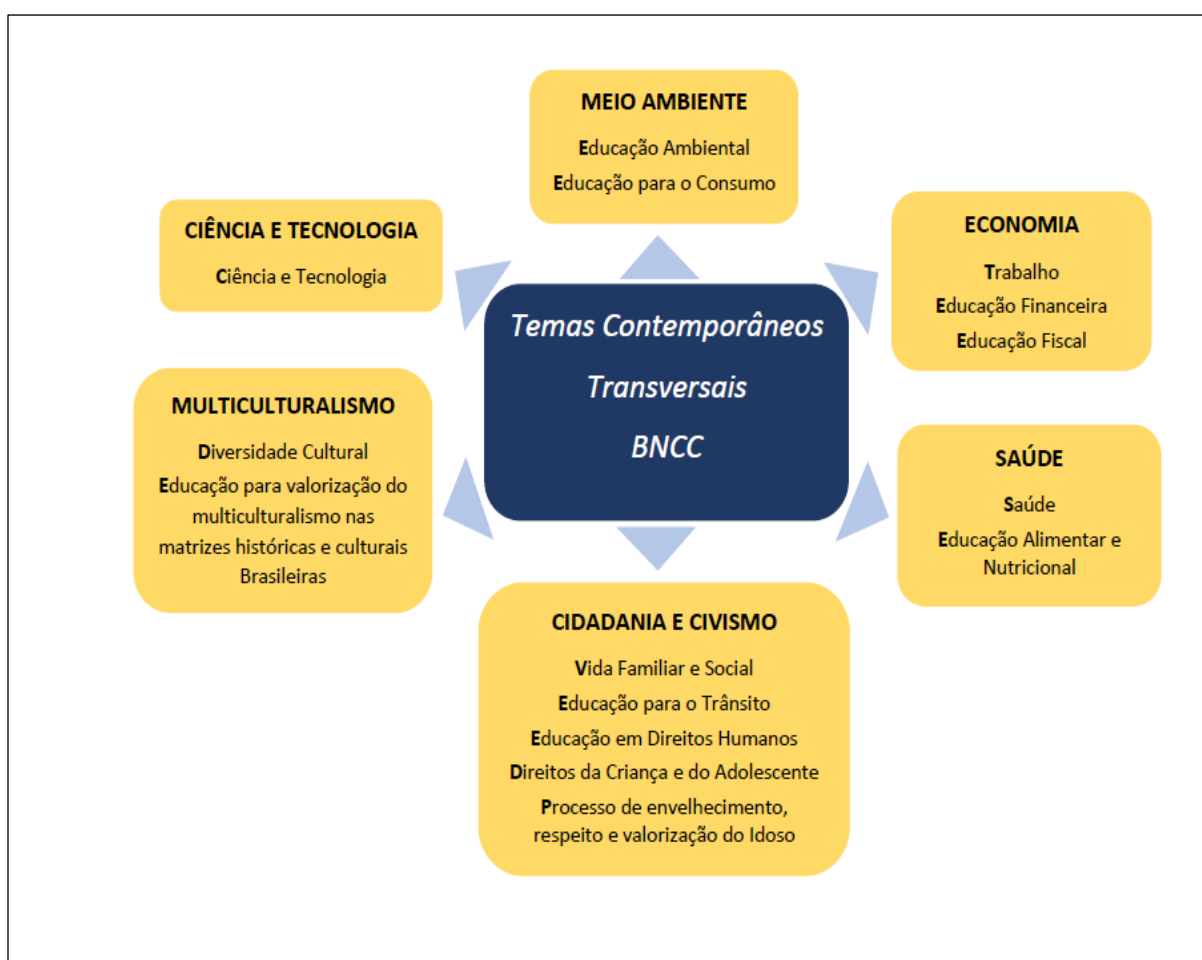 MEIO AMBIENTE
Educação Ambiental
Educação para o Consumo
CIÊNCIA E TECNOLOGIA
Ciência e Tecnologia
ECONOMIA
Trabalho
Educação Financeira
Educação Fiscal
Temas Contemporâneos
Transversais
BNCC
MULTICULTURALISMO
Diversidade Cultural
Educação para valorização do
multiculturalismo nas
matrizes históricas e culturais
Brasileiras
SAÚDE
Saúde
Educação Alimentar e
Nutricional
CIDADANIA E CIVISMO
Vida Familiar e Social
Educação para o Trânsito
Educação em Direitos Humanos
Direitos da Criança e do Adolescente
Processo de envelhecimento,
respeito e valorização do Idoso